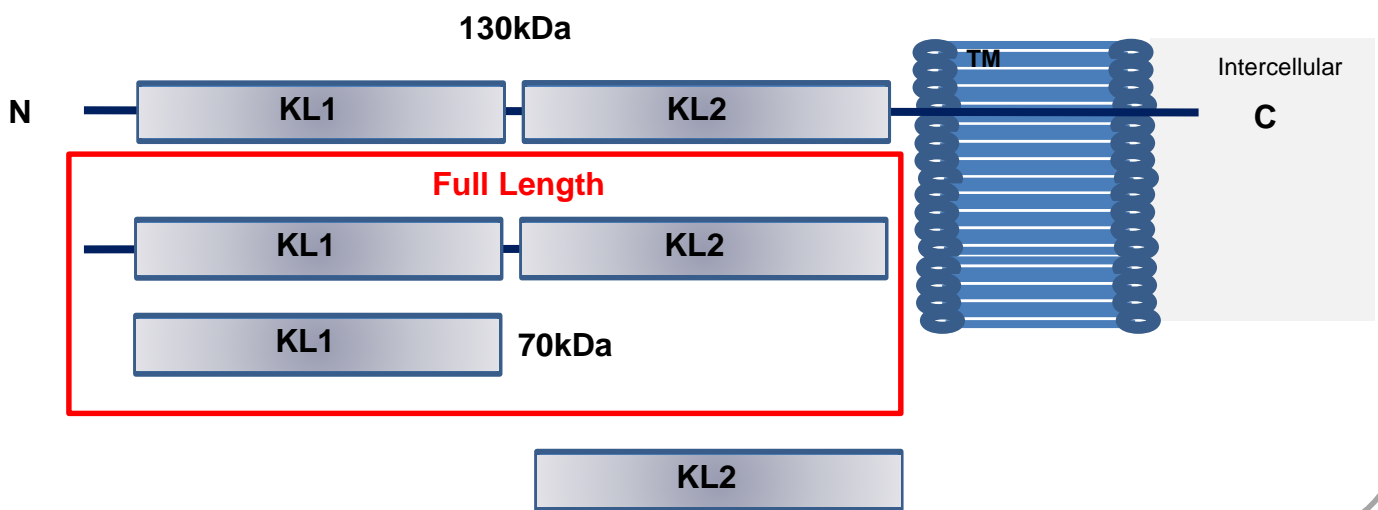 130kDa
TM
Intercellular
N
KL1
KL2
C
Full Length
KL1
KL2
KL1
70kDa
KL2